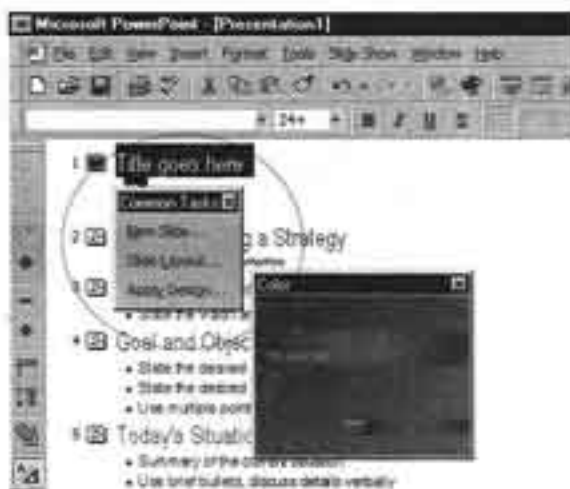 Microsoft PowerPoint - [Presentation1]
File Edit View Insert Format Tools Slide Show Window Help
24 B I U S
1 Title goes here
Common Tasks
New Slide...
2 g a Strategy
Slide Layout...
Color
3
Apply Design...
• State the vision a
4 Goal and Objec
• State the desired
• State the desired
• Use multiple point
5 Today's Situatio
• Summary of the current situation
• Use brief bullets, discuss details verbally